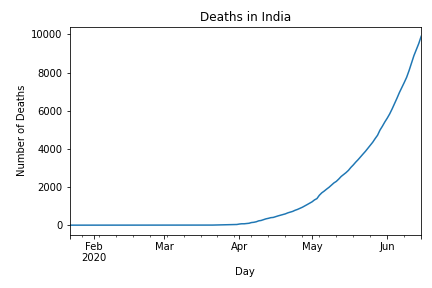 Deaths in India
Number of Deaths
10000
8000
6000
4000
2000
0
Feb
2020
Mar
Apr
May
Jun
Day